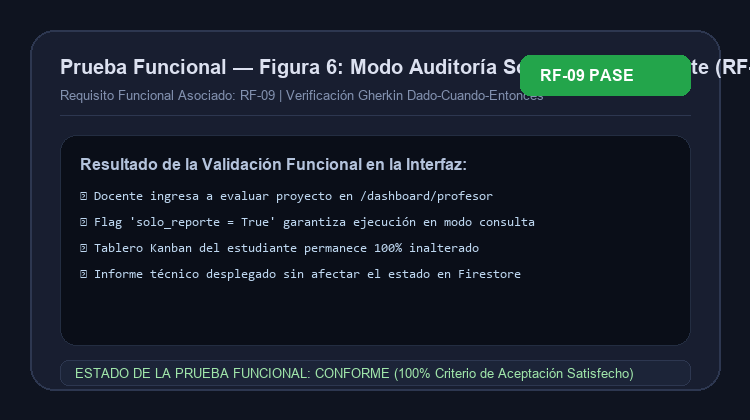 Prueba Funcional — Figura 6: Modo Auditoría te (RF-
RF-09 PASE
Requisito Funcional Asociado: RF-09 | Verificación Gherkin Dado-Cuando-Entonces
Resultado de la Validación Funcional en la Interfaz:
Docente ingresa a evaluar proyecto en /dashboard/profesor
Flag 'solo_reporte = True' garantiza ejecución en modo consulta
Tablero Kanban del estudiante permanece 100% inalterado
Informe técnico desplegado sin afectar el estado en Firestore
ESTADO DE LA PRUEBA FUNCIONAL: CONFORME (100% Criterio de Aceptación Satisfecho)